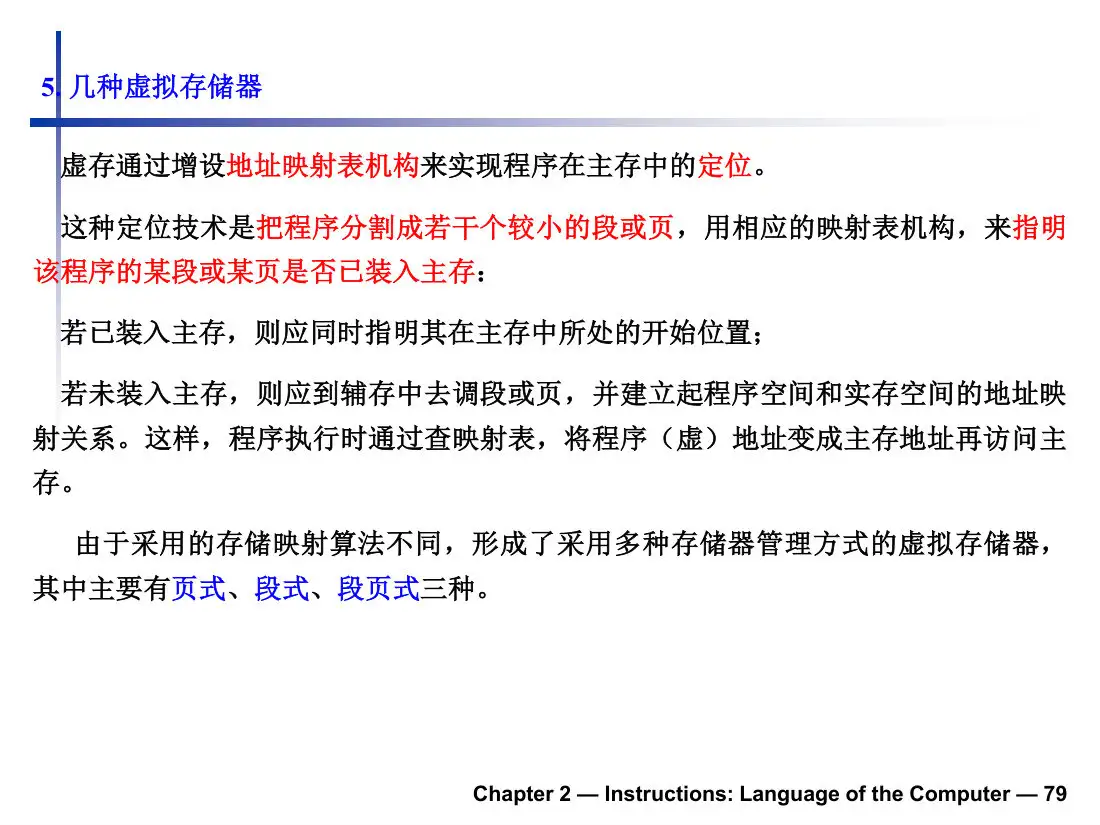 5. 几种虚拟存储器
虚存通过增设地址映射表机构来实现程序在主存中的定位。
这种定位技术是把程序分割成若干个较小的段或页，用相应的映射表机构，来指明
该程序的某段或某页是否已装入主存：
若已装入主存，则应同时指明其在主存中所处的开始位置；
若未装入主存，则应到辅存中去调段或页，并建立起程序空间和实存空间的地址映
射关系。这样，程序执行时通过查映射表，将程序（虚）地址变成主存地址再访问主
存。
由于采用的存储映射算法不同，形成了采用多种存储器管理方式的虚拟存储器，
其中主要有页式、段式、段页式三种。
Chapter 2 — Instructions: Language of the Computer — 79